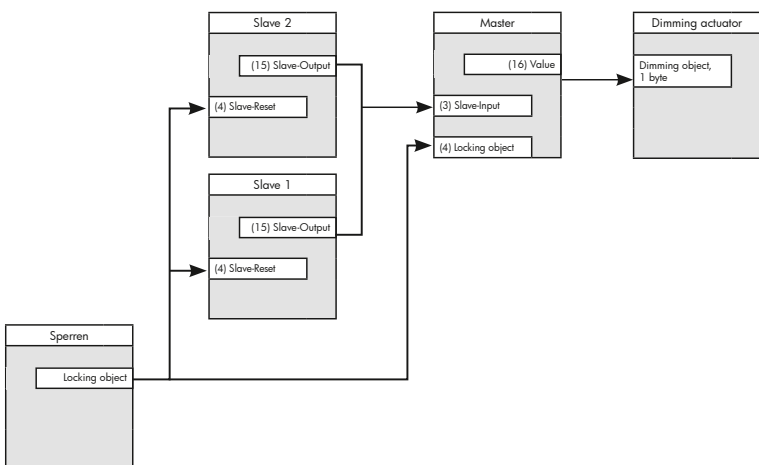 Slave 2
(15) Slave-Output
(4) Slave-Reset
Master
(16) Value
(3) Slave-Input
(4) Locking object
Dimming actuator
Dimming object,
1 byte
Slave 1
(15) Slave-Output
(4) Slave-Reset
Sperren
Locking object